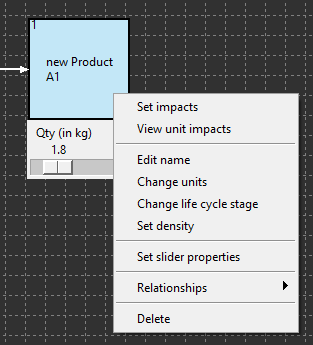 1
new Product
A1
Qty (in kg)
1.8
Set impacts
View unit impacts
Edit name
Change units
Change life cycle stage
Set density
Set slider properties
Relationships
Delete